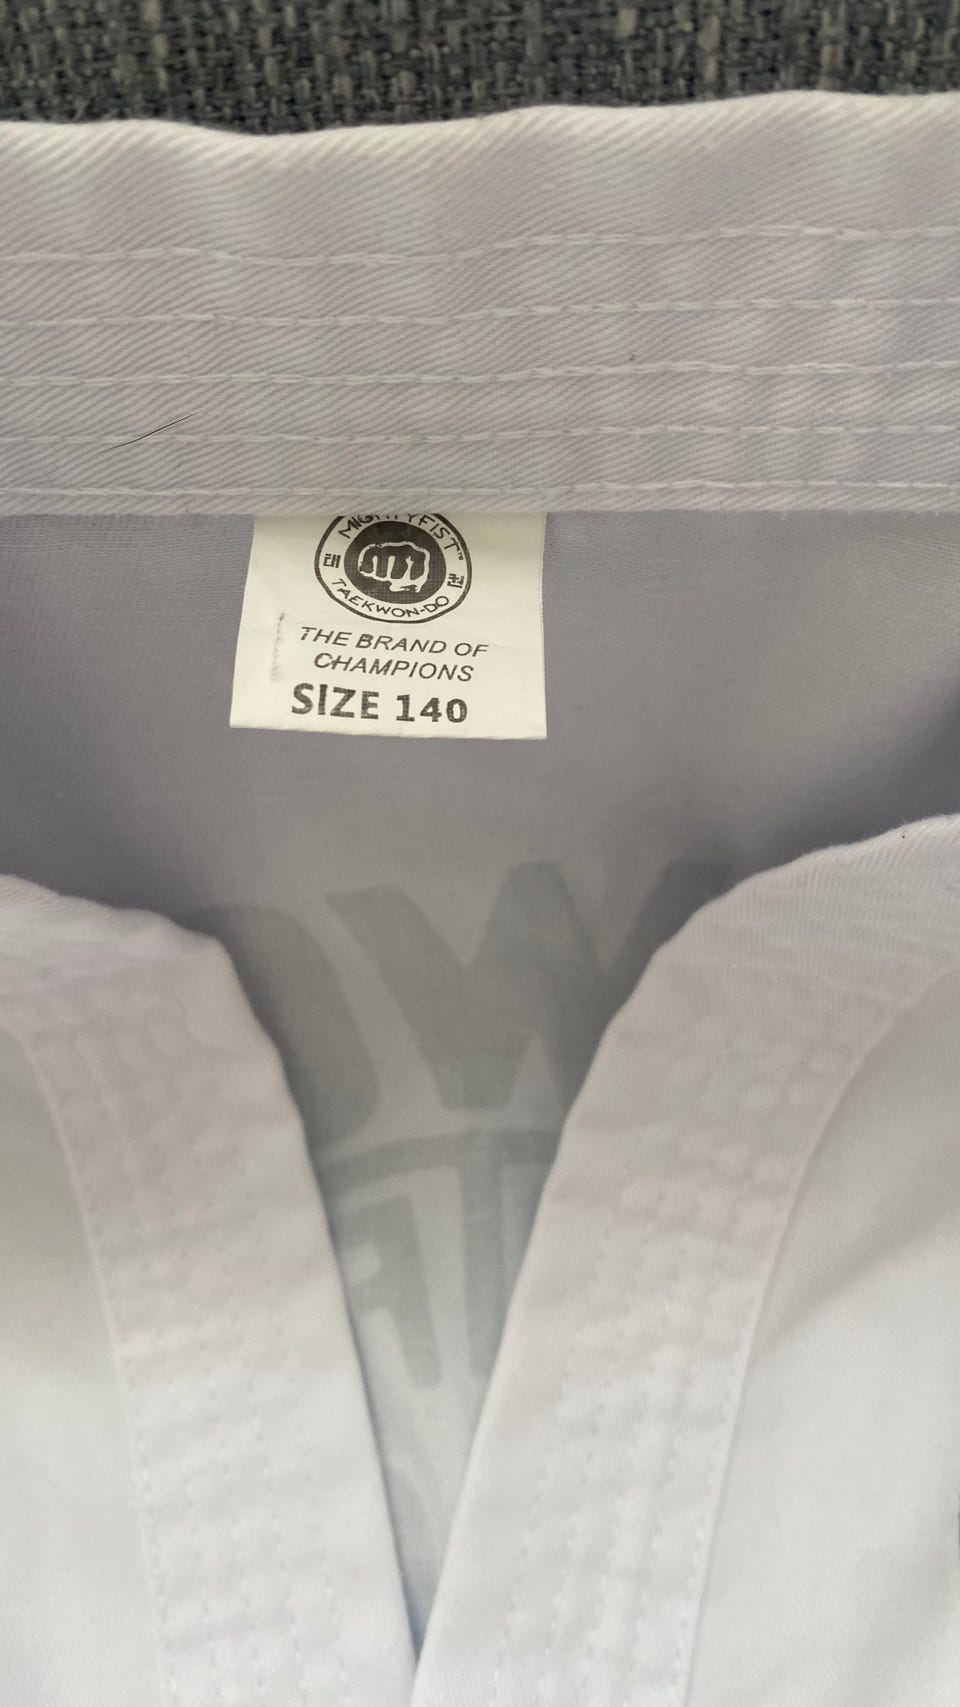 MIGHTYFIST™
태 권
TAEKWON-DO
THE BRAND OF
CHAMPIONS
SIZE 140